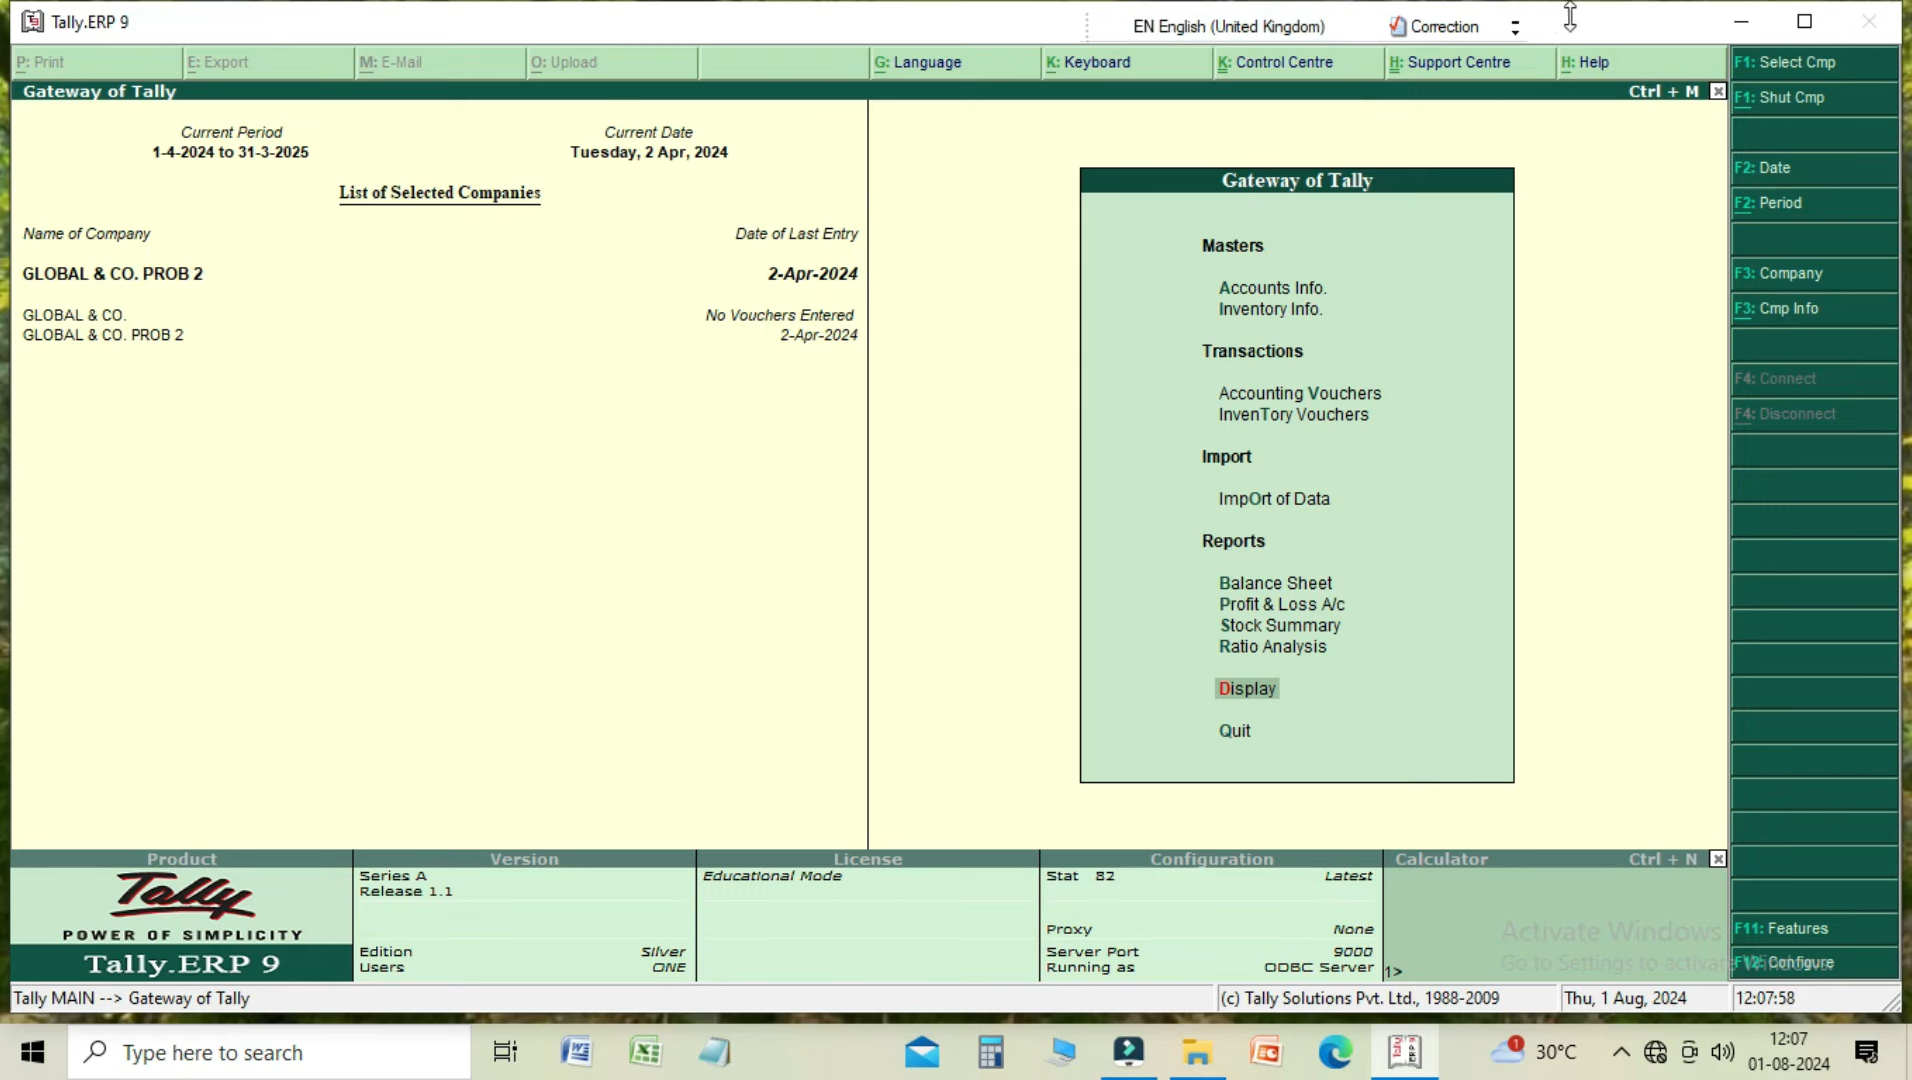 Tally.ERP 9
EN English (United Kingdom) Correction
P: Print E: Export M: E-Mail O: Upload G: Language K: Keyboard K: Control Centre H: Support Centre H: Help
Gateway of Tally Ctrl + M
Current Period Current Date
1-4-2024 to 31-3-2025 Tuesday, 2 Apr, 2024
List of Selected Companies
Name of Company Date of Last Entry
GLOBAL & CO. PROB 2 2-Apr-2024
GLOBAL & CO. No Vouchers Entered
GLOBAL & CO. PROB 2 2-Apr-2024
Gateway of Tally
Masters
Accounts Info.
Inventory Info.
Transactions
Accounting Vouchers
InvenTory Vouchers
Import
ImpOrt of Data
Reports
Balance Sheet
Profit & Loss A/c
Stock Summary
Ratio Analysis
Display
Quit
F1: Select Cmp
F1: Shut Cmp
F2: Date
F2: Period
F3: Company
F3: Cmp Info
F4: Connect
F4: Disconnect
F11: Features
F12: Configure
Product
Tally
POWER OF SIMPLICITY
Tally.ERP 9
Version
Series A
Release 1.1
Edition Silver
Users ONE
License
Educational Mode
Configuration
Stat 82 Latest
Proxy None
Server Port 9000
Running as ODBC Server
Calculator Ctrl + N
1>
Activate Windows
Go to Settings to activate Windows.
Tally MAIN --> Gateway of Tally (c) Tally Solutions Pvt. Ltd., 1988-2009 Thu, 1 Aug, 2024 12:07:58
Type here to search
1 30°C
12:07
01-08-2024